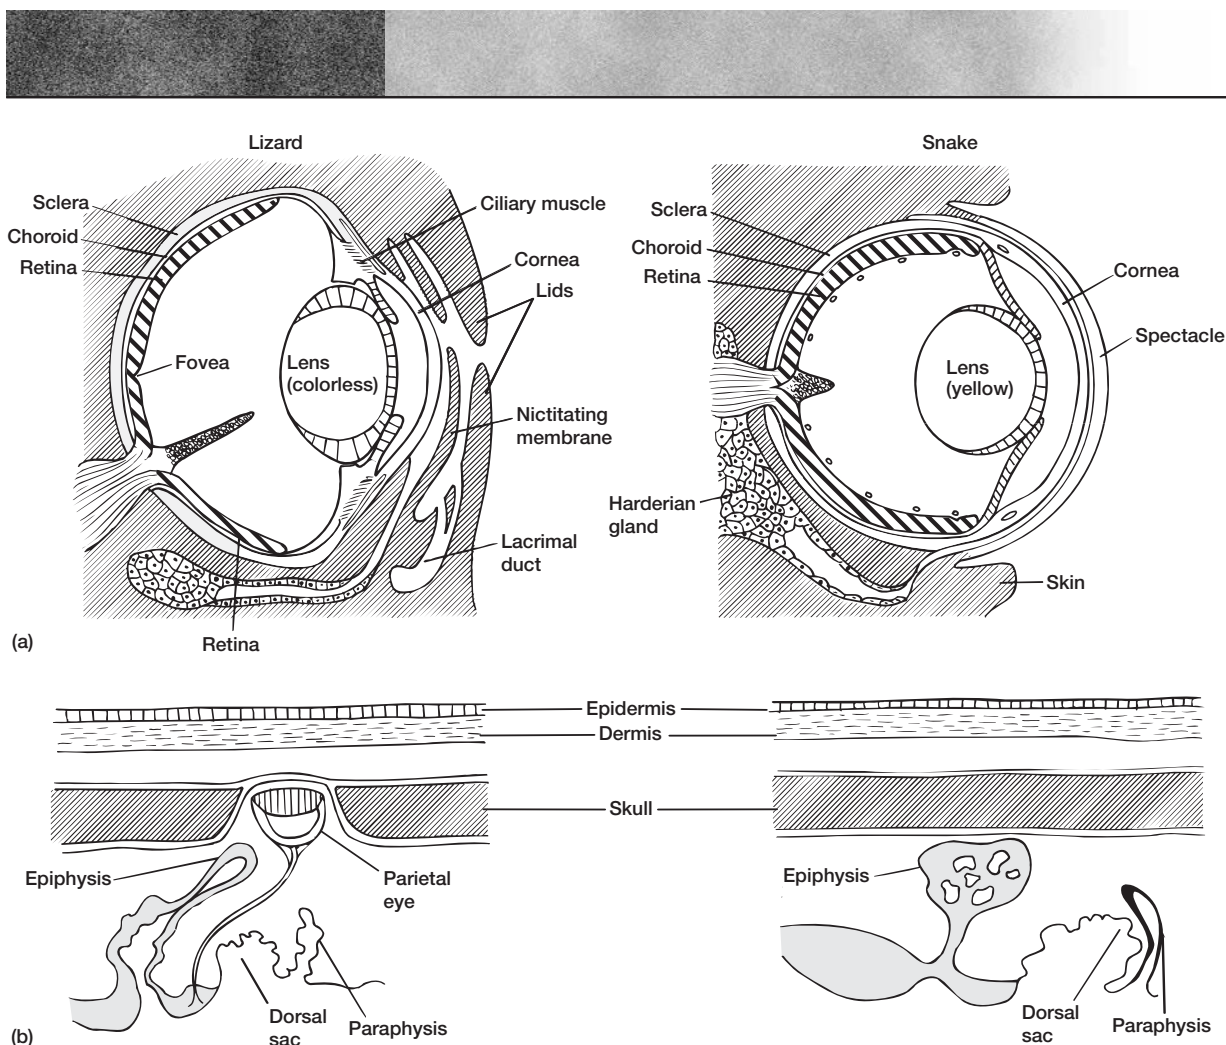 Lizard
Snake
Sclera
Choroid
Retina
Fovea
Lens
(colorless)
Ciliary muscle
Cornea
Lids
Nictitating
membrane
Lacrimal
duct
Retina
Sclera
Choroid
Retina
Lens
(yellow)
Cornea
Spectacle
Harderian
gland
Skin
(a)
Epidermis
Dermis
Skull
Epiphysis
Parietal
eye
Dorsal
sac
Paraphysis
Epiphysis
Dorsal
sac
Paraphysis
(b)